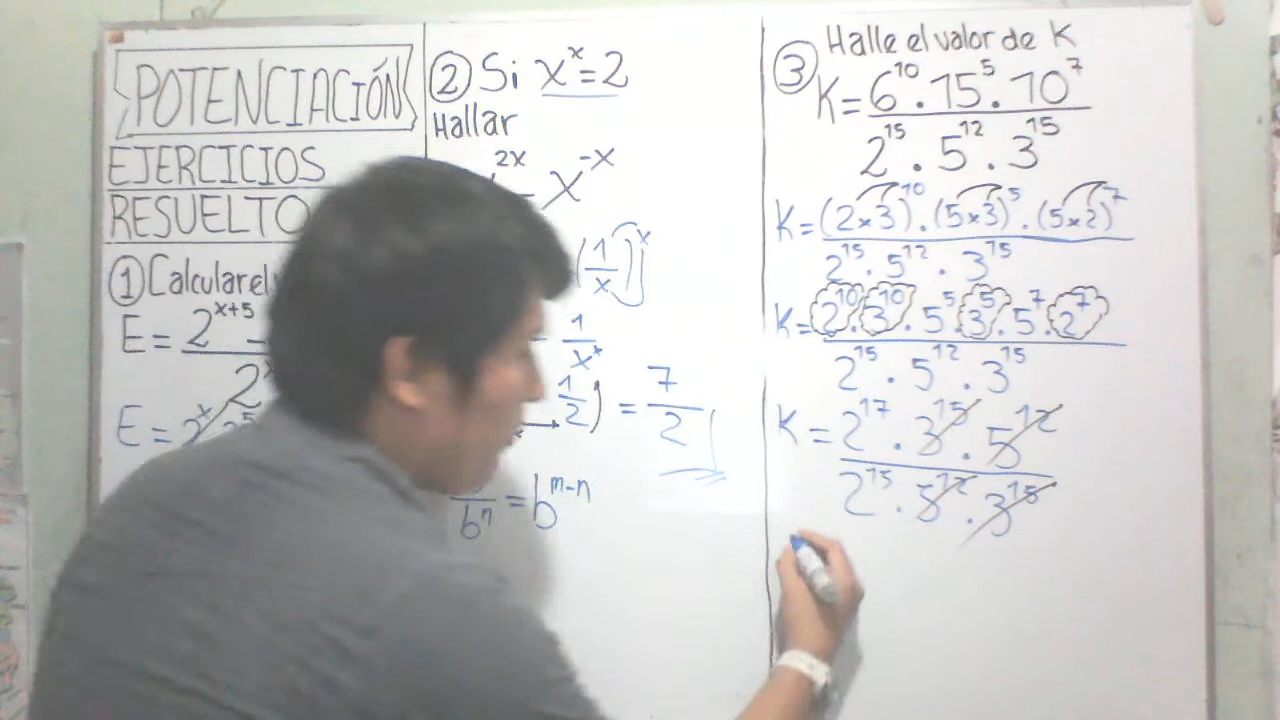 POTENCIACIÓN
EJERCICIOS
RESUELTO
① Calcular el
E = 2^{x+5} -
2^x
E = 2^x
② Si x^x = 2
Hallar
2x - x^{-x}
(1/x)^x
- 1/x^x
1/2) = 7/2
/b^n = b^{m-n}
③ Halle el valor de K
K = 6^{10} . 15^5 . 10^7
2^{15} . 5^{12} . 3^{15}
K = (2×3)^{10} . (5×3)^5 . (5×2)^7
2^{15} . 5^{12} . 3^{15}
K = 2^{10} . 3^{10} . 5^5 . 3^5 . 5^7 . 2^7
2^{15} . 5^{12} . 3^{15}
K = 2^{17} . 3^{15} . 5^{12}
2^{15} . 5^{12} . 3^{15}